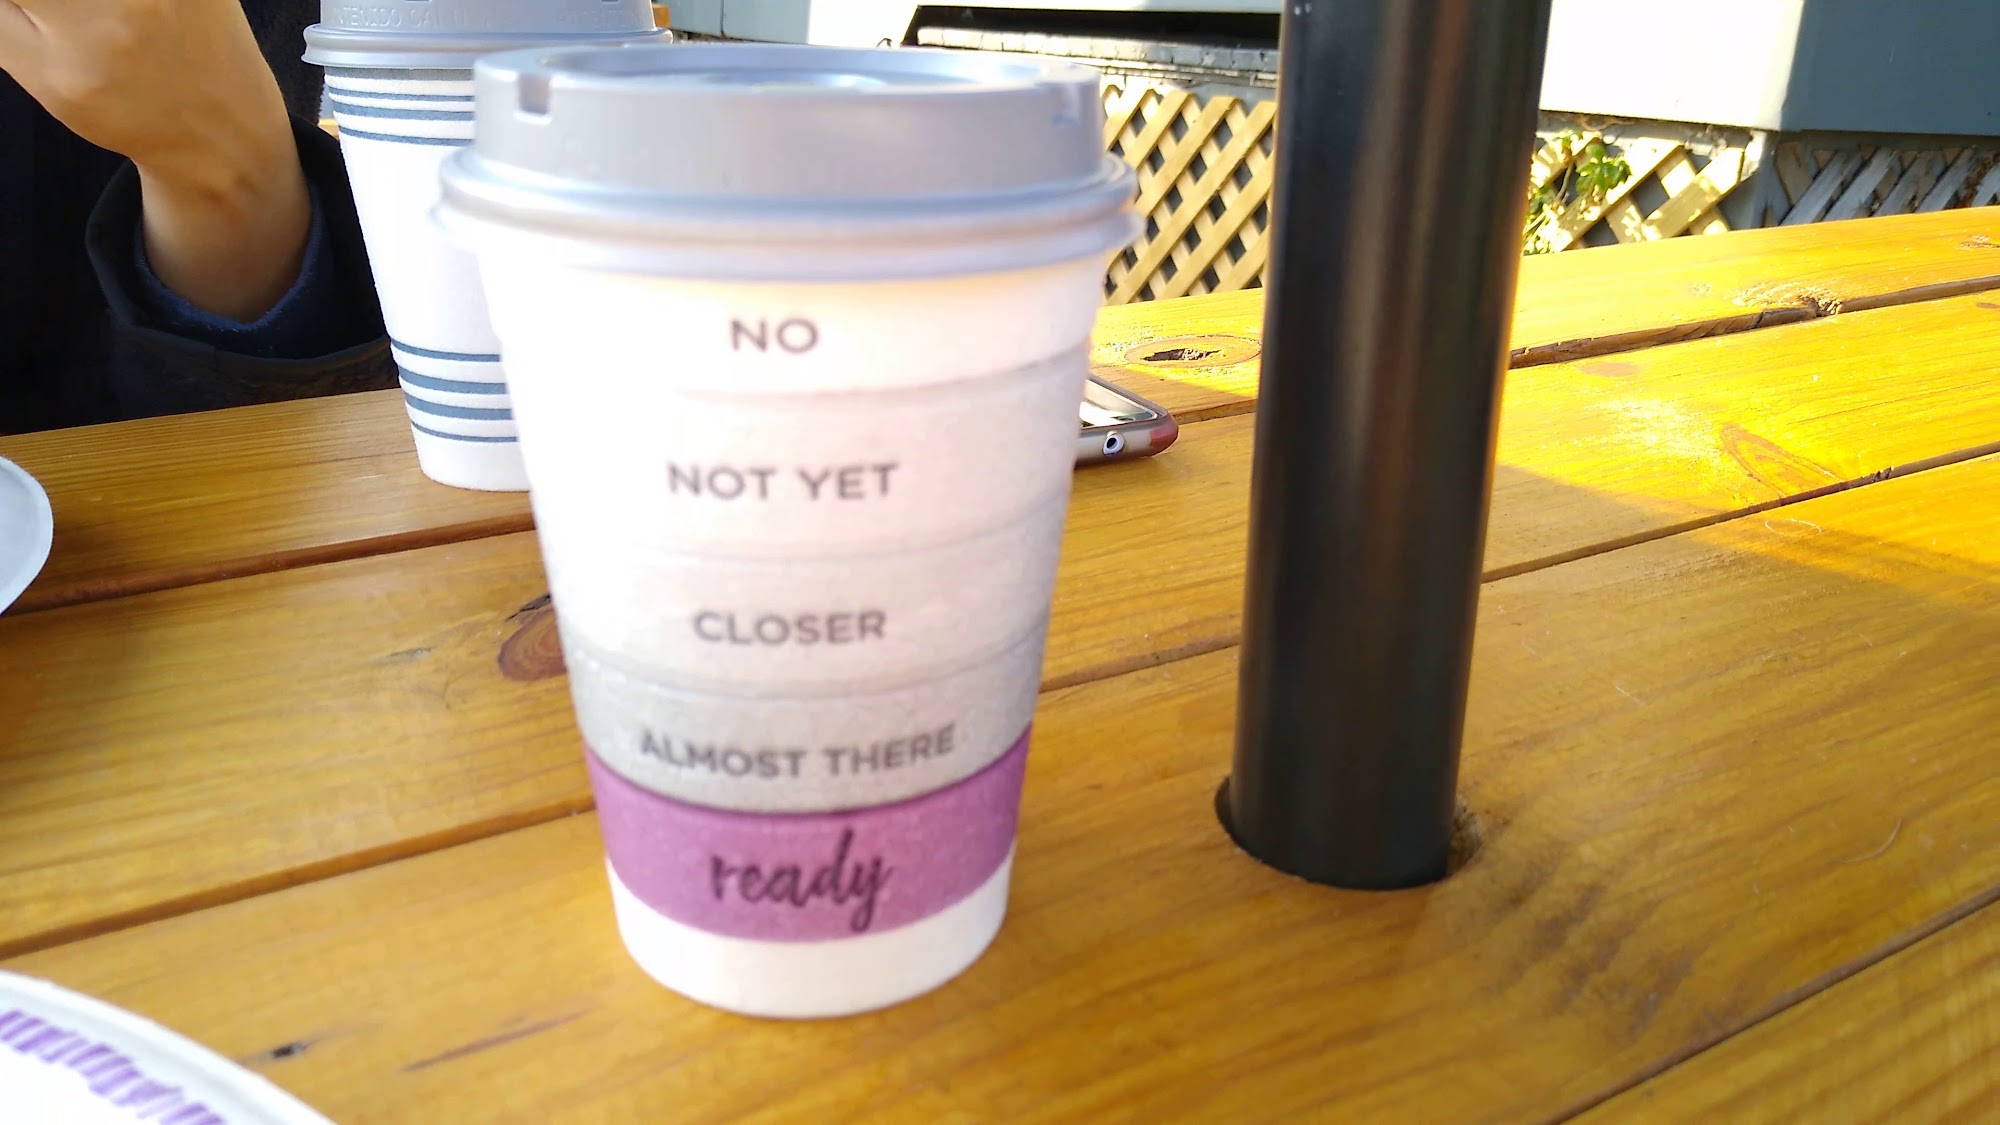 NO
NOT YET
CLOSER
ALMOST THERE
ready